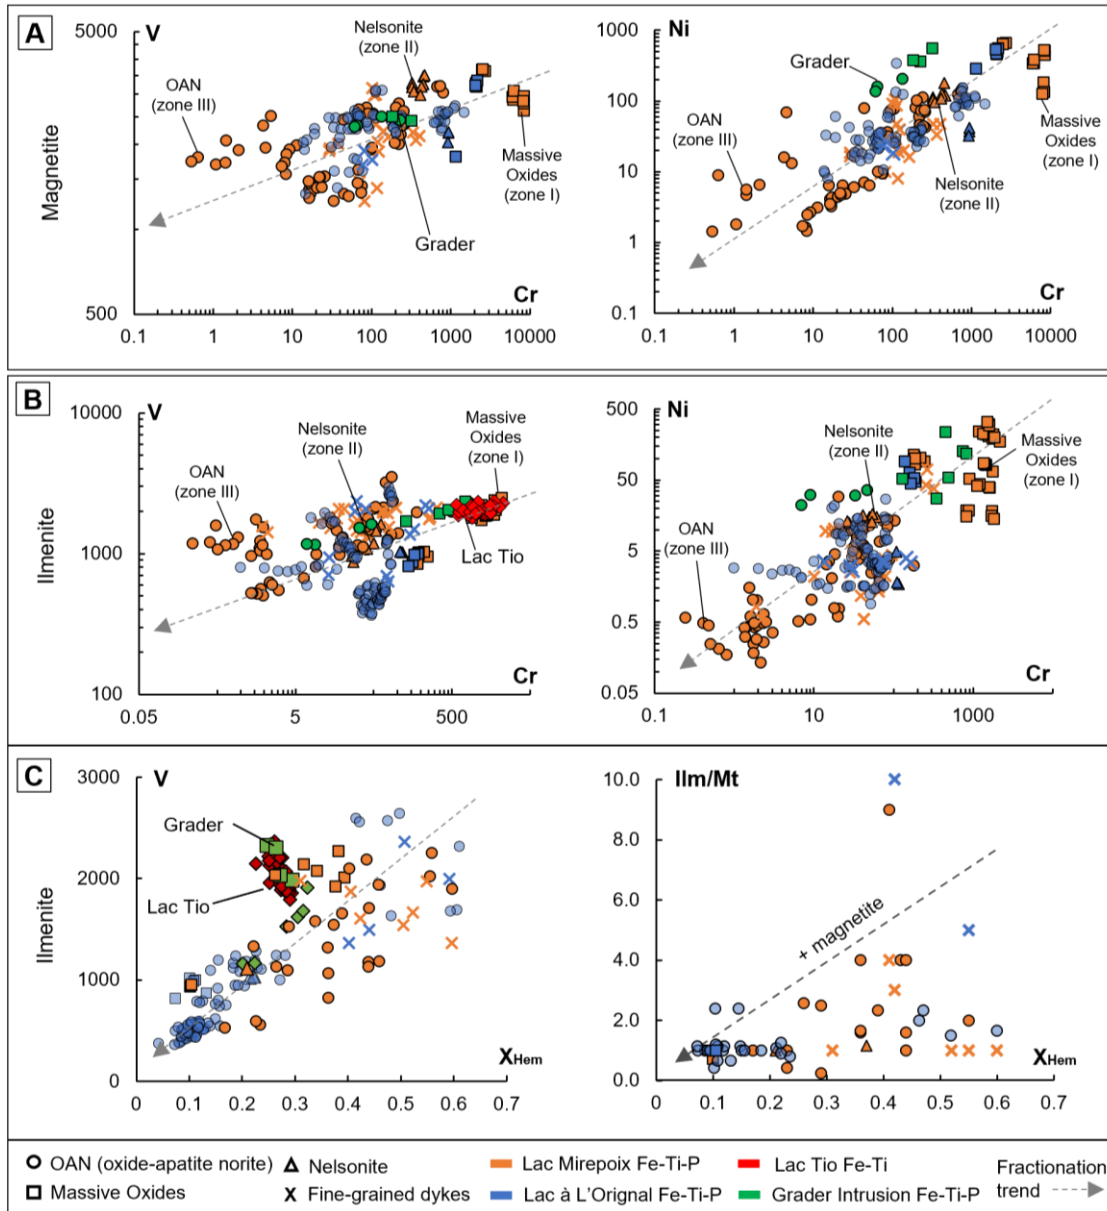 A
V
5000
500
Magnetite
Nelsonite
(zone II)
OAN
(zone III)
Massive
Oxides
(zone I)
Grader
Cr
0.1 1 10 100 1000 10000
Ni
1000
100
10
1
0.1
Grader
OAN
(zone III)
Massive
Oxides
(zone I)
Nelsonite
(zone II)
Cr
0.1 1 10 100 1000 10000
B
V
10000
1000
100
Ilmenite
Nelsonite
(zone II)
Massive
Oxides
(zone I)
OAN
(zone III)
Lac Tio
Cr
0.05 5 500
Ni
500
50
5
0.5
0.05
Nelsonite
(zone II)
Massive
Oxides
(zone I)
OAN
(zone III)
Cr
0.1 10 1000
C
V
3000
2000
1000
0
Ilmenite
Grader
Lac Tio
XHem
0 0.1 0.2 0.3 0.4 0.5 0.6 0.7
Ilm/Mt
10.0
8.0
6.0
4.0
2.0
0.0
+ magnetite
XHem
0 0.1 0.2 0.3 0.4 0.5 0.6 0.7
OAN (oxide-apatite norite)
Nelsonite
Lac Mirepoix Fe-Ti-P
Lac Tio Fe-Ti
Fractionation
trend
Massive Oxides
Fine-grained dykes
Lac à L'Orignal Fe-Ti-P
Grader Intrusion Fe-Ti-P